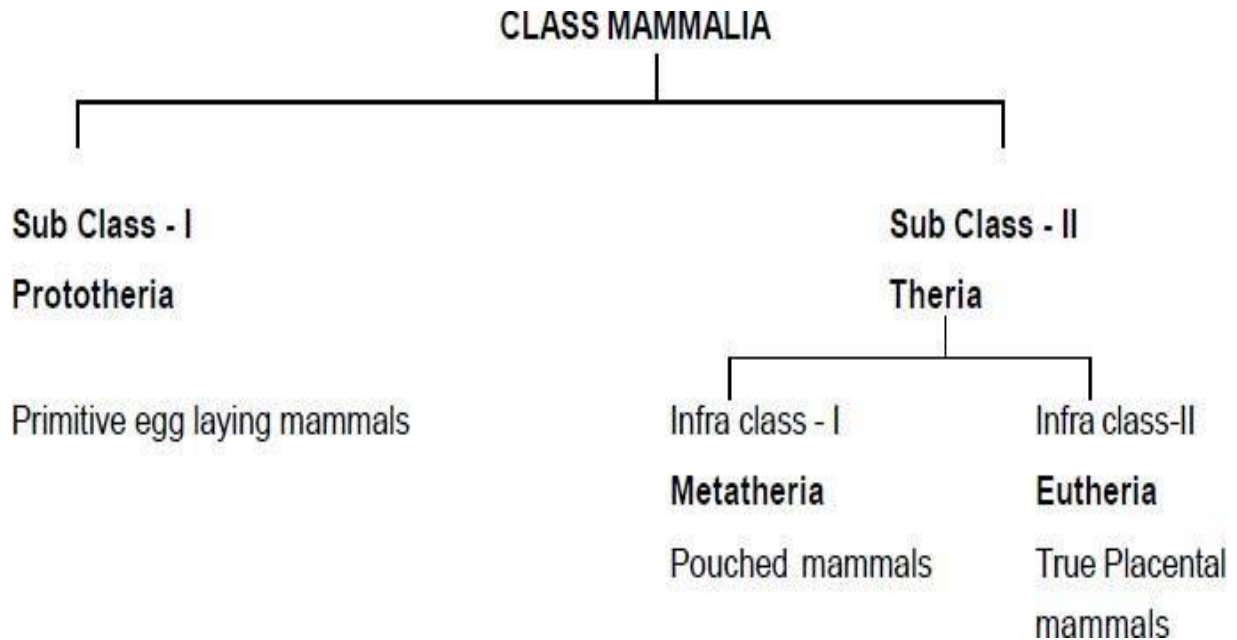 CLASS MAMMALIA
Sub Class - I
Prototheria
Primitive egg laying mammals
Sub Class - II
Theria
Infra class - I
Metatheria
Pouched mammals
Infra class-II
Eutheria
True Placental
mammals